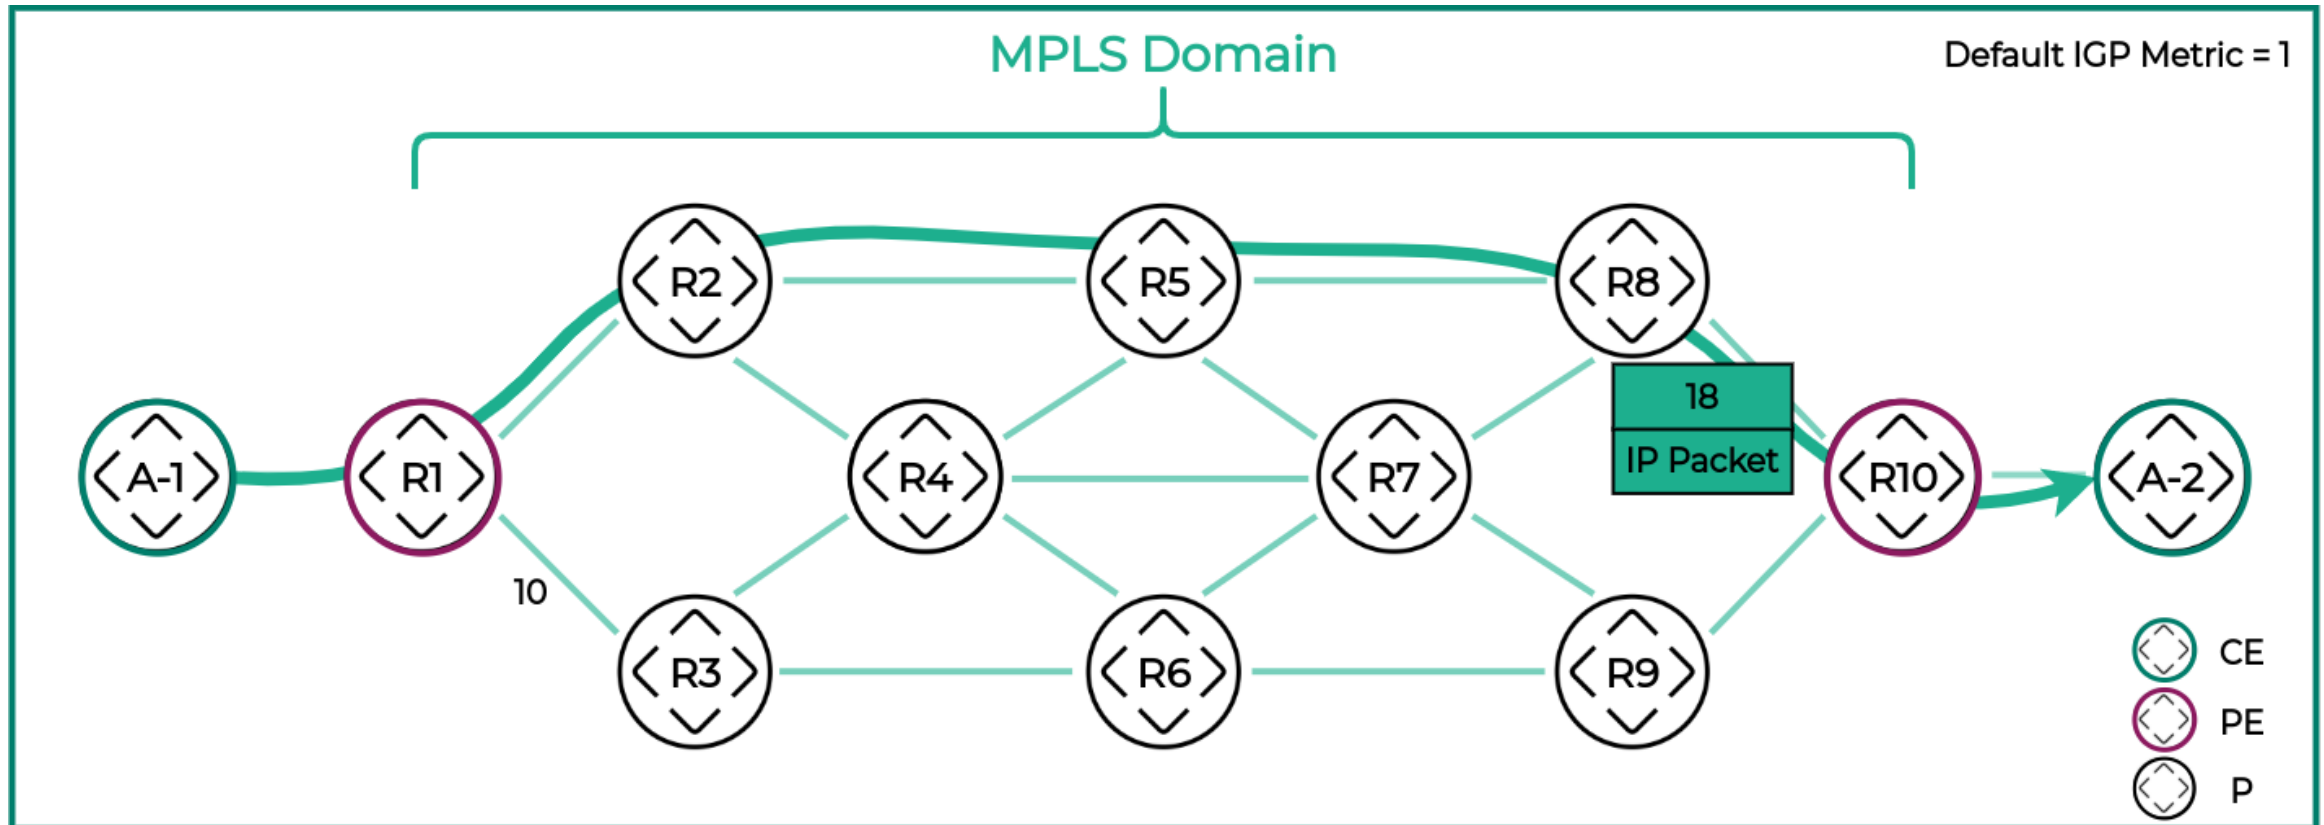 MPLS Domain
Default IGP Metric = 1
R2
R5
R8
18
IP Packet
A-1
R1
R4
R7
R10
A-2
10
R3
R6
R9
CE
PE
P